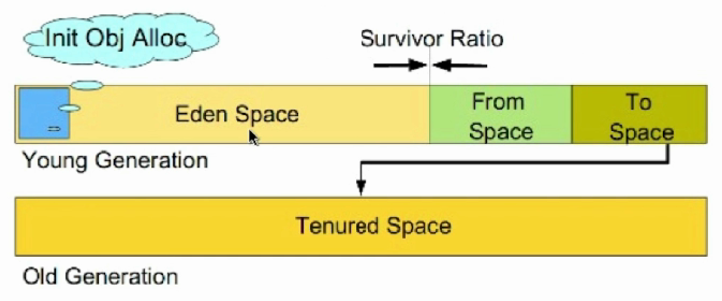 Init Obj Alloc
Survivor Ratio
Eden Space
From
Space
To
Space
Young Generation
Tenured Space
Old Generation